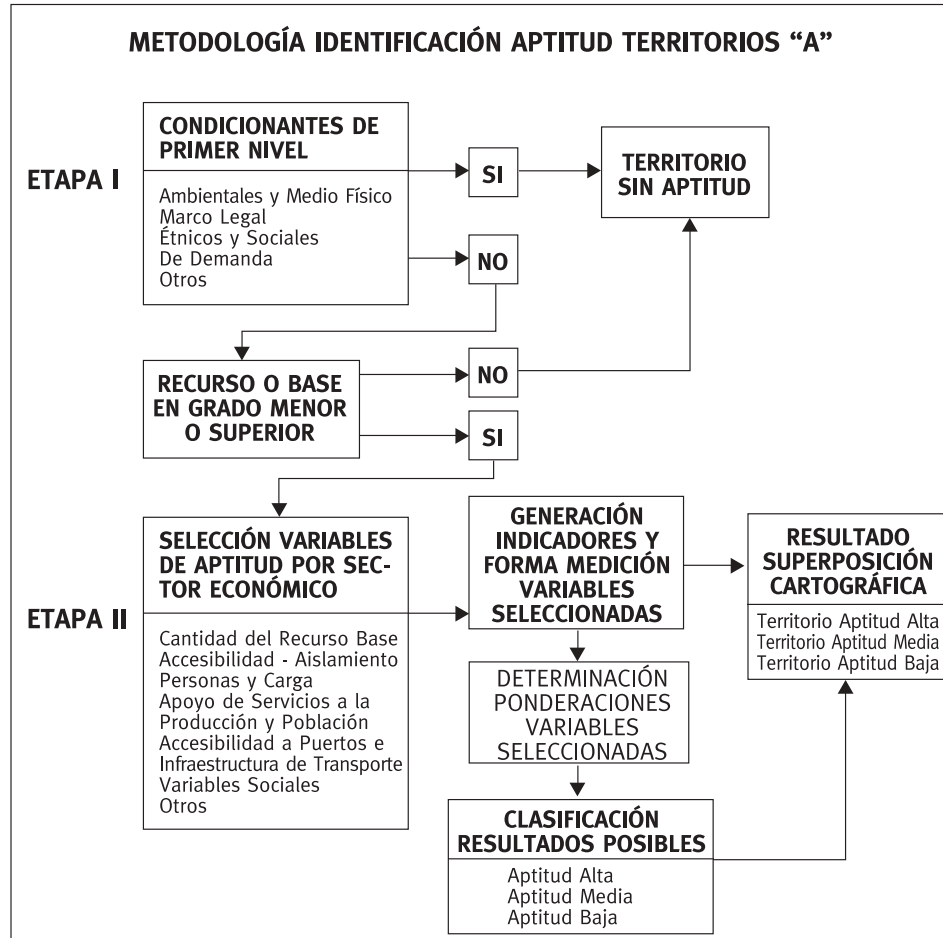 METODOLOGÍA IDENTIFICACIÓN APTITUD TERRITORIOS “A”
ETAPA I
CONDICIONANTES DE
PRIMER NIVEL
Ambientales y Medio Físico
Marco Legal
Étnicos y Sociales
De Demanda
Otros
SI
NO
TERRITORIO
SIN APTITUD
RECURSO O BASE
EN GRADO MENOR
O SUPERIOR
NO
SI
ETAPA II
SELECCIÓN VARIABLES
DE APTITUD POR SEC-
TOR ECONÓMICO
Cantidad del Recurso Base
Accesibilidad - Aislamiento
Personas y Carga
Apoyo de Servicios a la
Producción y Población
Accesibilidad a Puertos e
Infraestructura de Transporte
Variables Sociales
Otros
GENERACIÓN
INDICADORES Y
FORMA MEDICIÓN
VARIABLES
SELECCIONADAS
DETERMINACIÓN
PONDERACIONES
VARIABLES
SELECCIONADAS
CLASIFICACIÓN
RESULTADOS POSIBLES
Aptitud Alta
Aptitud Media
Aptitud Baja
RESULTADO
SUPERPOSICIÓN
CARTOGRÁFICA
Territorio Aptitud Alta
Territorio Aptitud Media
Territorio Aptitud Baja